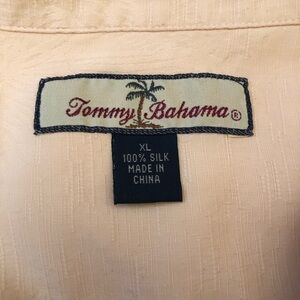 Tommy Bahama®
XL
100% SILK
MADE IN
CHINA